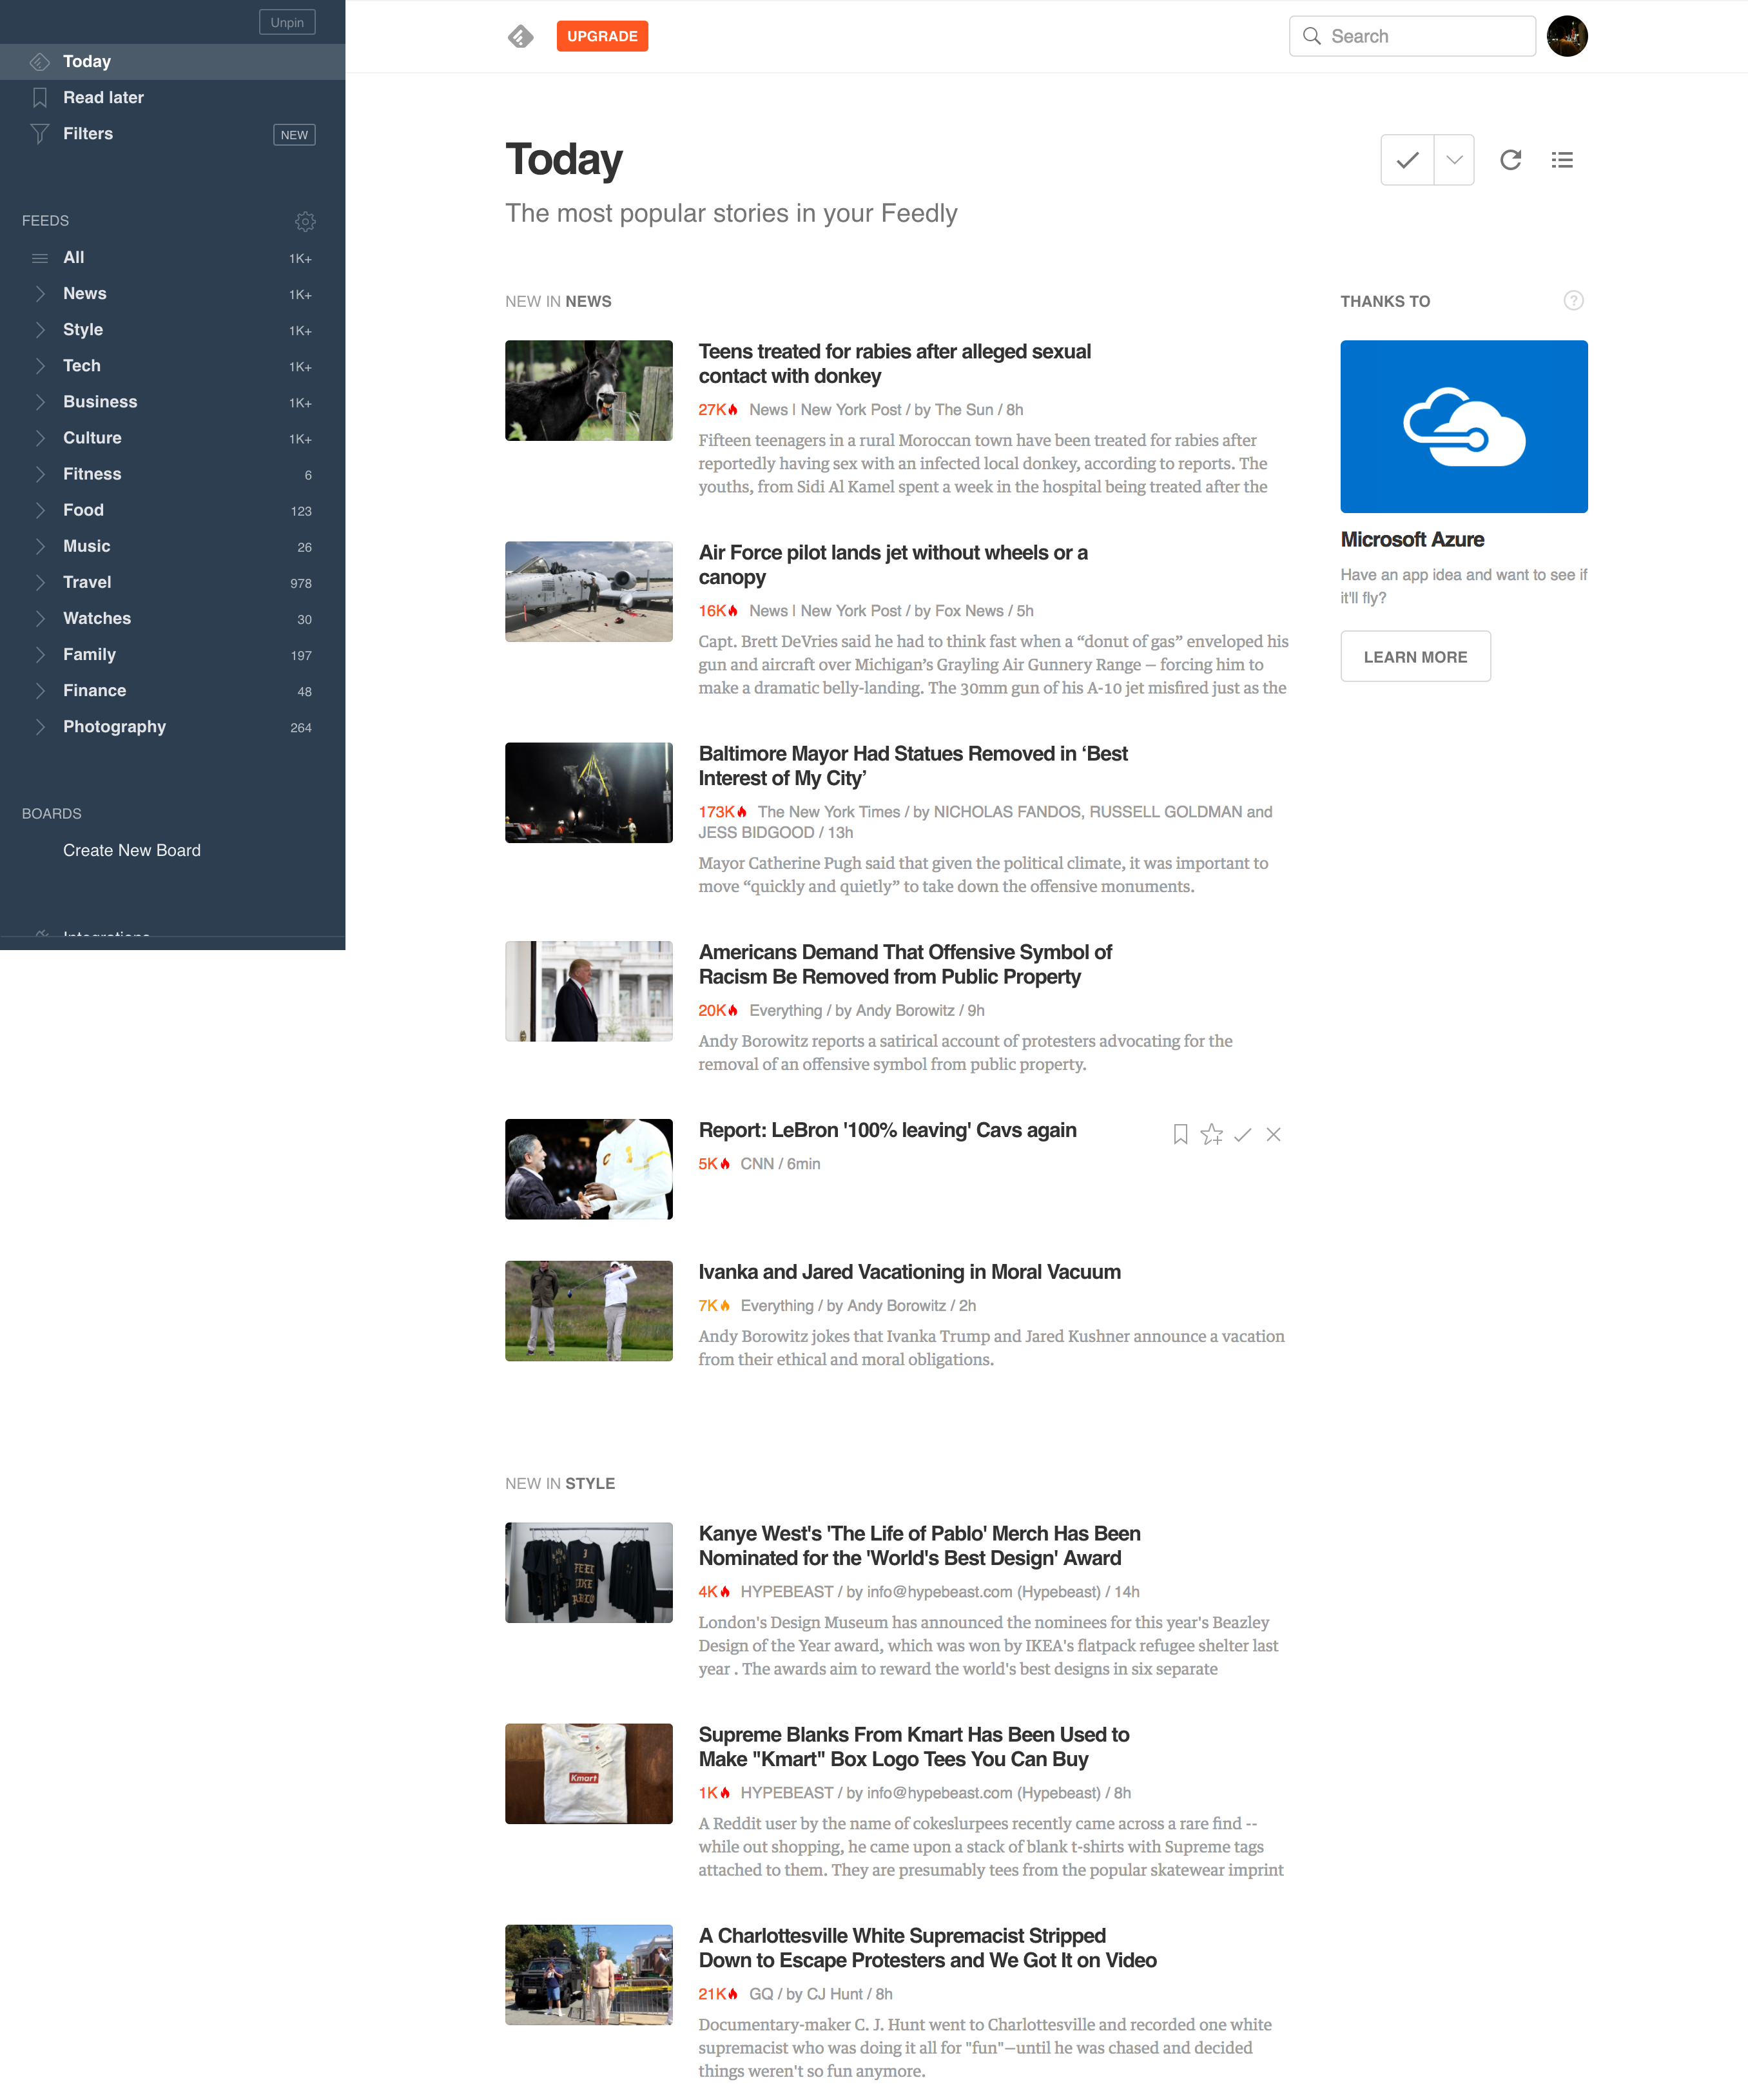 Unpin
Today
Read later
Filters
NEW
FEEDS
All 1K+
News 1K+
Style 1K+
Tech 1K+
Business 1K+
Culture 1K+
Fitness 6
Food 123
Music 26
Travel 978
Watches 30
Family 197
Finance 48
Photography 264
BOARDS
Create New Board
Integrations
UPGRADE
Search
Today
The most popular stories in your Feedly
NEW IN NEWS
Teens treated for rabies after alleged sexual
contact with donkey
27K News | New York Post / by The Sun / 8h
Fifteen teenagers in a rural Moroccan town have been treated for rabies after
reportedly having sex with an infected local donkey, according to reports. The
youths, from Sidi Al Kamel spent a week in the hospital being treated after the
Air Force pilot lands jet without wheels or a
canopy
16K News | New York Post / by Fox News / 5h
Capt. Brett DeVries said he had to think fast when a “donut of gas” enveloped his
gun and aircraft over Michigan’s Grayling Air Gunnery Range — forcing him to
make a dramatic belly-landing. The 30mm gun of his A-10 jet misfired just as the
Baltimore Mayor Had Statues Removed in ‘Best
Interest of My City’
173K The New York Times / by NICHOLAS FANDOS, RUSSELL GOLDMAN and
JESS BIDGOOD / 13h
Mayor Catherine Pugh said that given the political climate, it was important to
move “quickly and quietly” to take down the offensive monuments.
Americans Demand That Offensive Symbol of
Racism Be Removed from Public Property
20K Everything / by Andy Borowitz / 9h
Andy Borowitz reports a satirical account of protesters advocating for the
removal of an offensive symbol from public property.
Report: LeBron '100% leaving' Cavs again
5K CNN / 6min
Ivanka and Jared Vacationing in Moral Vacuum
7K Everything / by Andy Borowitz / 2h
Andy Borowitz jokes that Ivanka Trump and Jared Kushner announce a vacation
from their ethical and moral obligations.
NEW IN STYLE
I
FEEL
LIKE
PABLO
Kanye West's 'The Life of Pablo' Merch Has Been
Nominated for the 'World's Best Design' Award
4K HYPEBEAST / by info@hypebeast.com (Hypebeast) / 14h
London's Design Museum has announced the nominees for this year's Beazley
Design of the Year award, which was won by IKEA's flatpack refugee shelter last
year . The awards aim to reward the world's best designs in six separate
Kmart
Supreme Blanks From Kmart Has Been Used to
Make "Kmart" Box Logo Tees You Can Buy
1K HYPEBEAST / by info@hypebeast.com (Hypebeast) / 8h
A Reddit user by the name of cokeslurpees recently came across a rare find --
while out shopping, he came upon a stack of blank t-shirts with Supreme tags
attached to them. They are presumably tees from the popular skatewear imprint
A Charlottesville White Supremacist Stripped
Down to Escape Protesters and We Got It on Video
21K GQ / by CJ Hunt / 8h
Documentary-maker C. J. Hunt went to Charlottesville and recorded one white
supremacist who was doing it all for "fun"—until he was chased and decided
things weren't so fun anymore.
THANKS TO
?
Microsoft Azure
Have an app idea and want to see if
it'll fly?
LEARN MORE